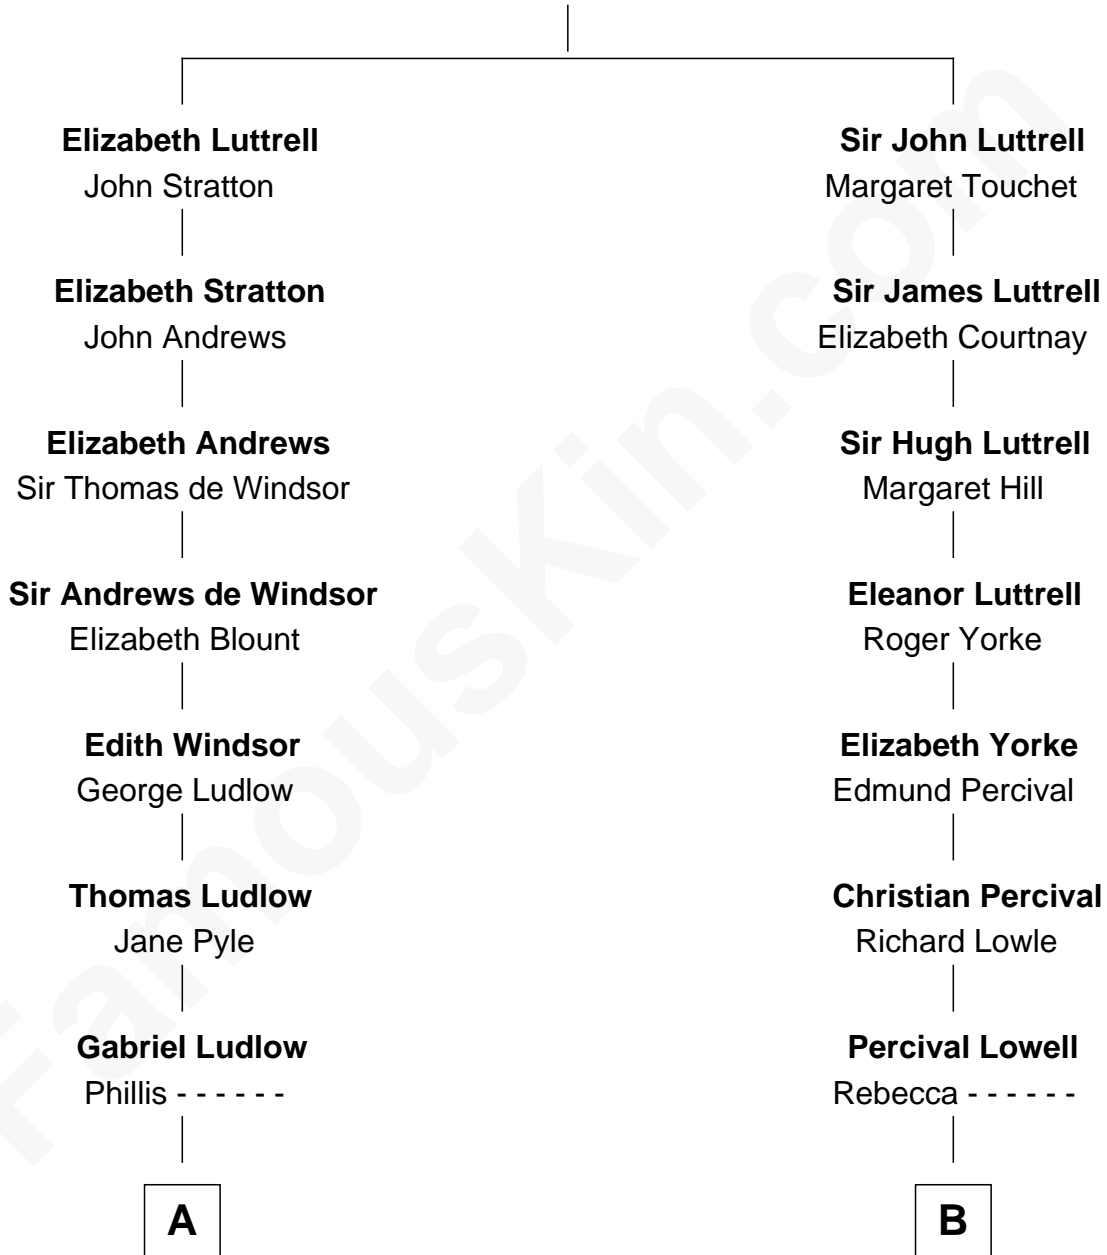 Elizabeth Luttrell
John Stratton
Elizabeth Stratton
John Andrews
Elizabeth Andrews
Sir Thomas de Windsor
Sir Andrews de Windsor
Elizabeth Blount
Edith Windsor
George Ludlow
Thomas Ludlow
Jane Pyle
Gabriel Ludlow
Phillis - - - - - -
A
Sir John Luttrell
Margaret Touchet
Sir James Luttrell
Elizabeth Courtnay
Sir Hugh Luttrell
Margaret Hill
Eleanor Luttrell
Roger Yorke
Elizabeth Yorke
Edmund Percival
Christian Percival
Richard Lowle
Percival Lowell
Rebecca - - - - - -
B
FamousKin.com